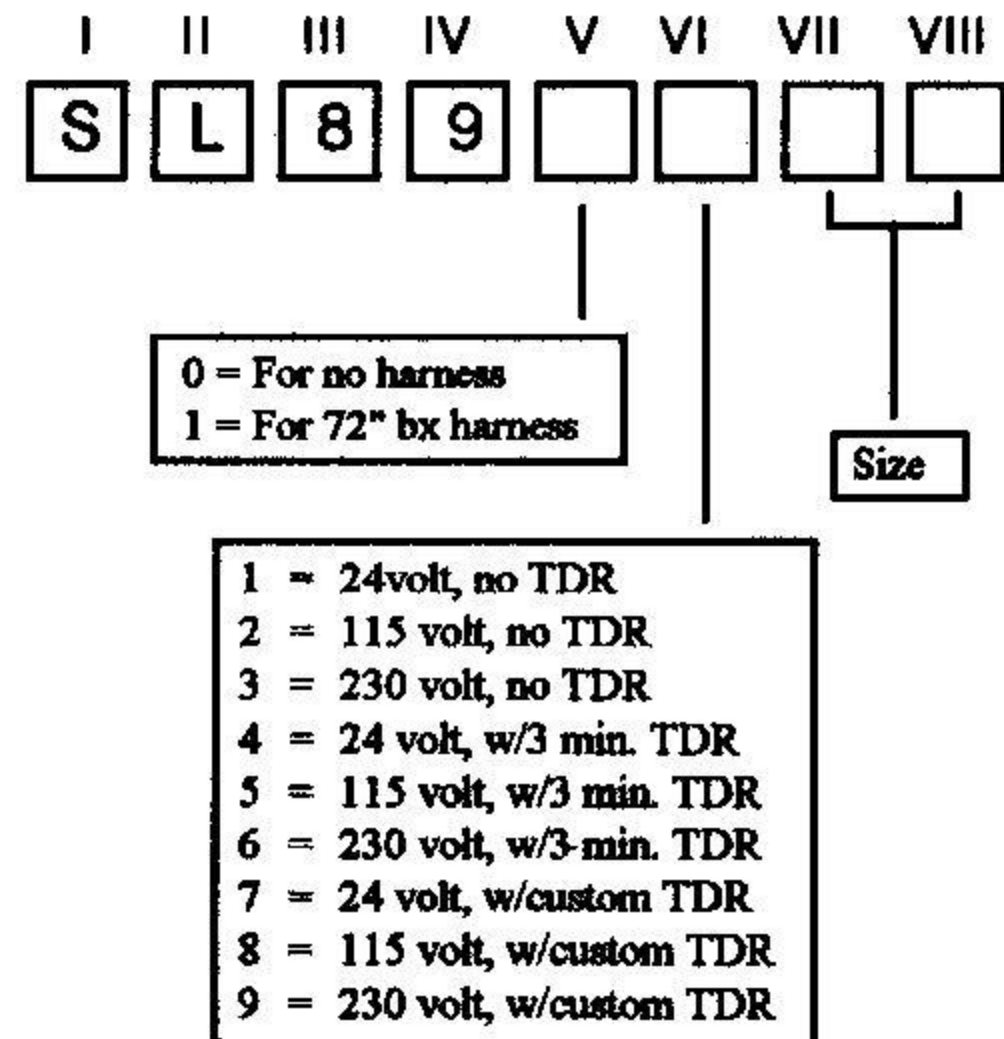 I II III IV V VI VII VIII
S L 8 9
0 = For no harness
1 = For 72" bx harness
Size
1 = 24volt, no TDR
2 = 115 volt, no TDR
3 = 230 volt, no TDR
4 = 24 volt, w/3 min. TDR
5 = 115 volt, w/3 min. TDR
6 = 230 volt, w/3-min. TDR
7 = 24 volt, w/custom TDR
8 = 115 volt, w/custom TDR
9 = 230 volt, w/custom TDR